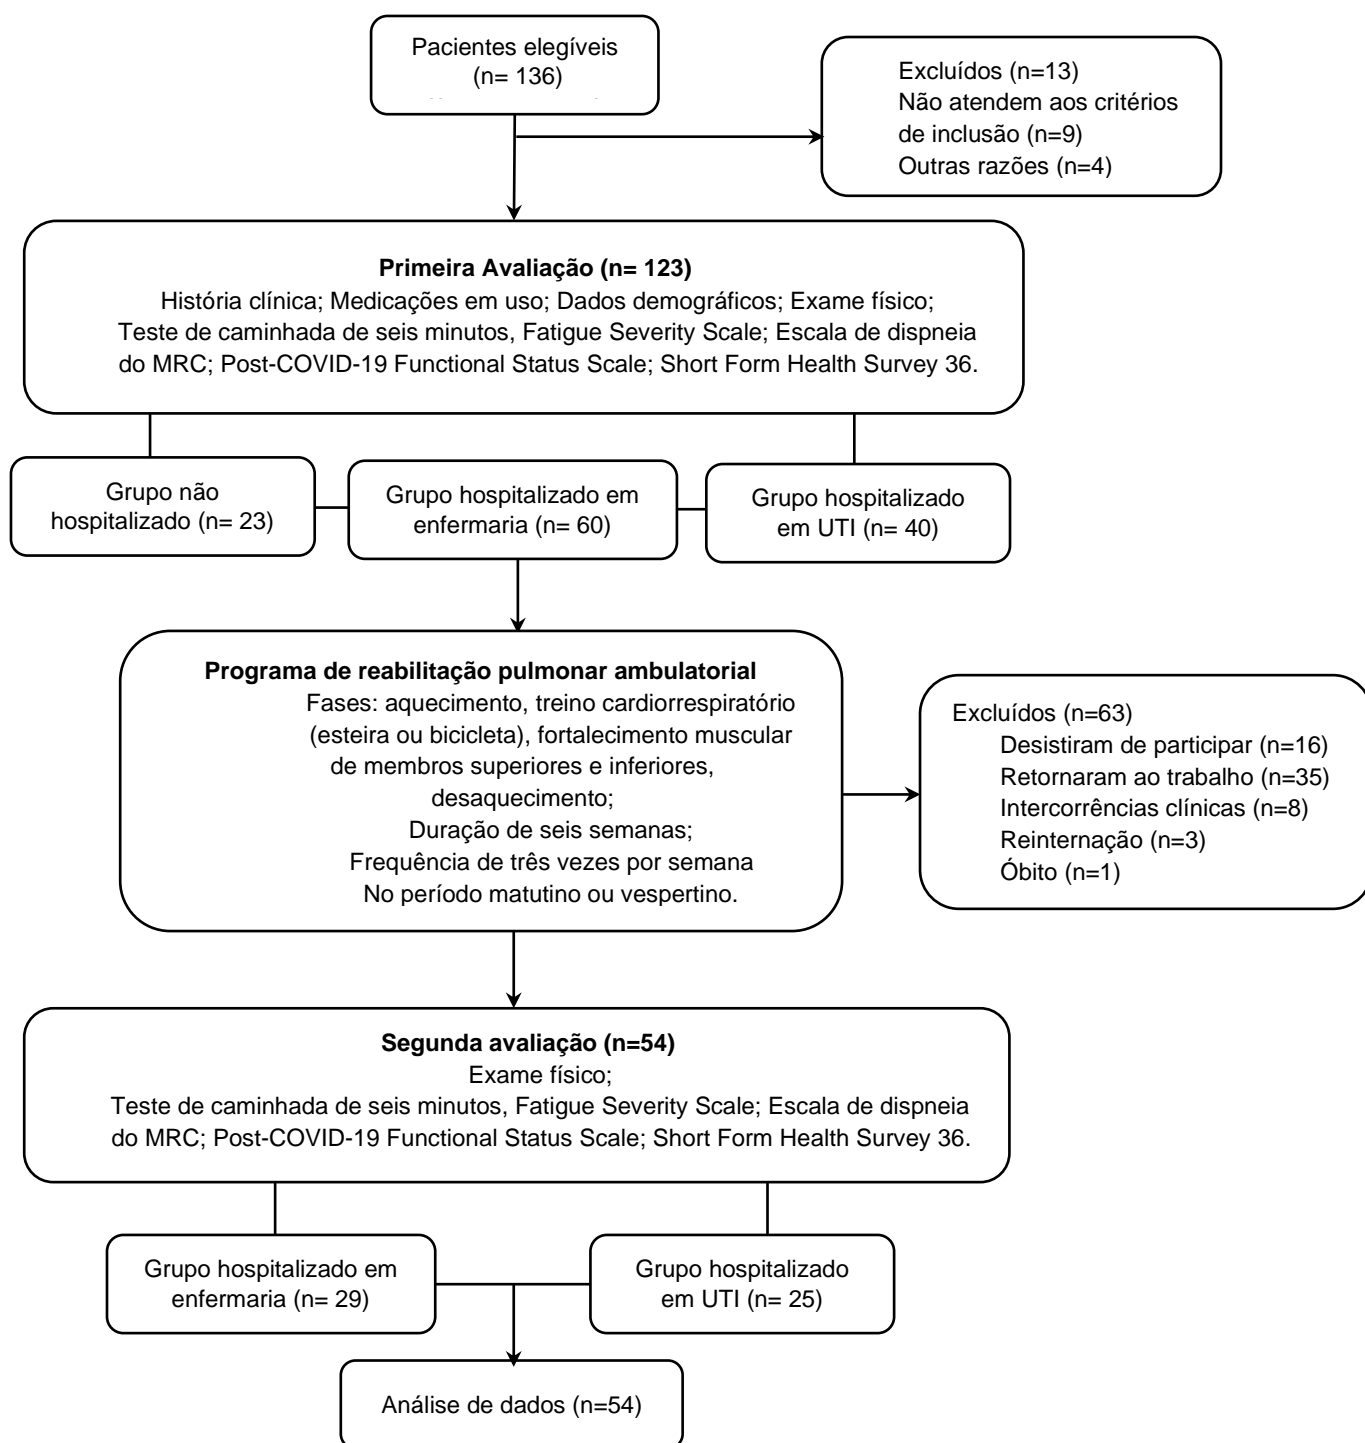 Pacientes elegíveis
(n= 136)
Excluídos (n=13)
Não atendem aos critérios
de inclusão (n=9)
Outras razões (n=4)
Primeira Avaliação (n= 123)
História clínica; Medicações em uso; Dados demográficos; Exame físico;
Teste de caminhada de seis minutos, Fatigue Severity Scale; Escala de dispneia
do MRC; Post-COVID-19 Functional Status Scale; Short Form Health Survey 36.
Grupo não
hospitalizado (n= 23)
Grupo hospitalizado em
enfermaria (n= 60)
Grupo hospitalizado
em UTI (n= 40)
Programa de reabilitação pulmonar ambulatorial
Fases: aquecimento, treino cardiorrespiratório
(esteira ou bicicleta), fortalecimento muscular
de membros superiores e inferiores,
desaquecimento;
Duração de seis semanas;
Frequência de três vezes por semana
No período matutino ou vespertino.
Excluídos (n=63)
Desistiram de participar (n=16)
Retornaram ao trabalho (n=35)
Intercorrências clínicas (n=8)
Reinternação (n=3)
Óbito (n=1)
Segunda avaliação (n=54)
Exame físico;
Teste de caminhada de seis minutos, Fatigue Severity Scale; Escala de dispneia
do MRC; Post-COVID-19 Functional Status Scale; Short Form Health Survey 36.
Grupo hospitalizado em
enfermaria (n= 29)
Grupo hospitalizado
em UTI (n= 25)
Análise de dados (n=54)